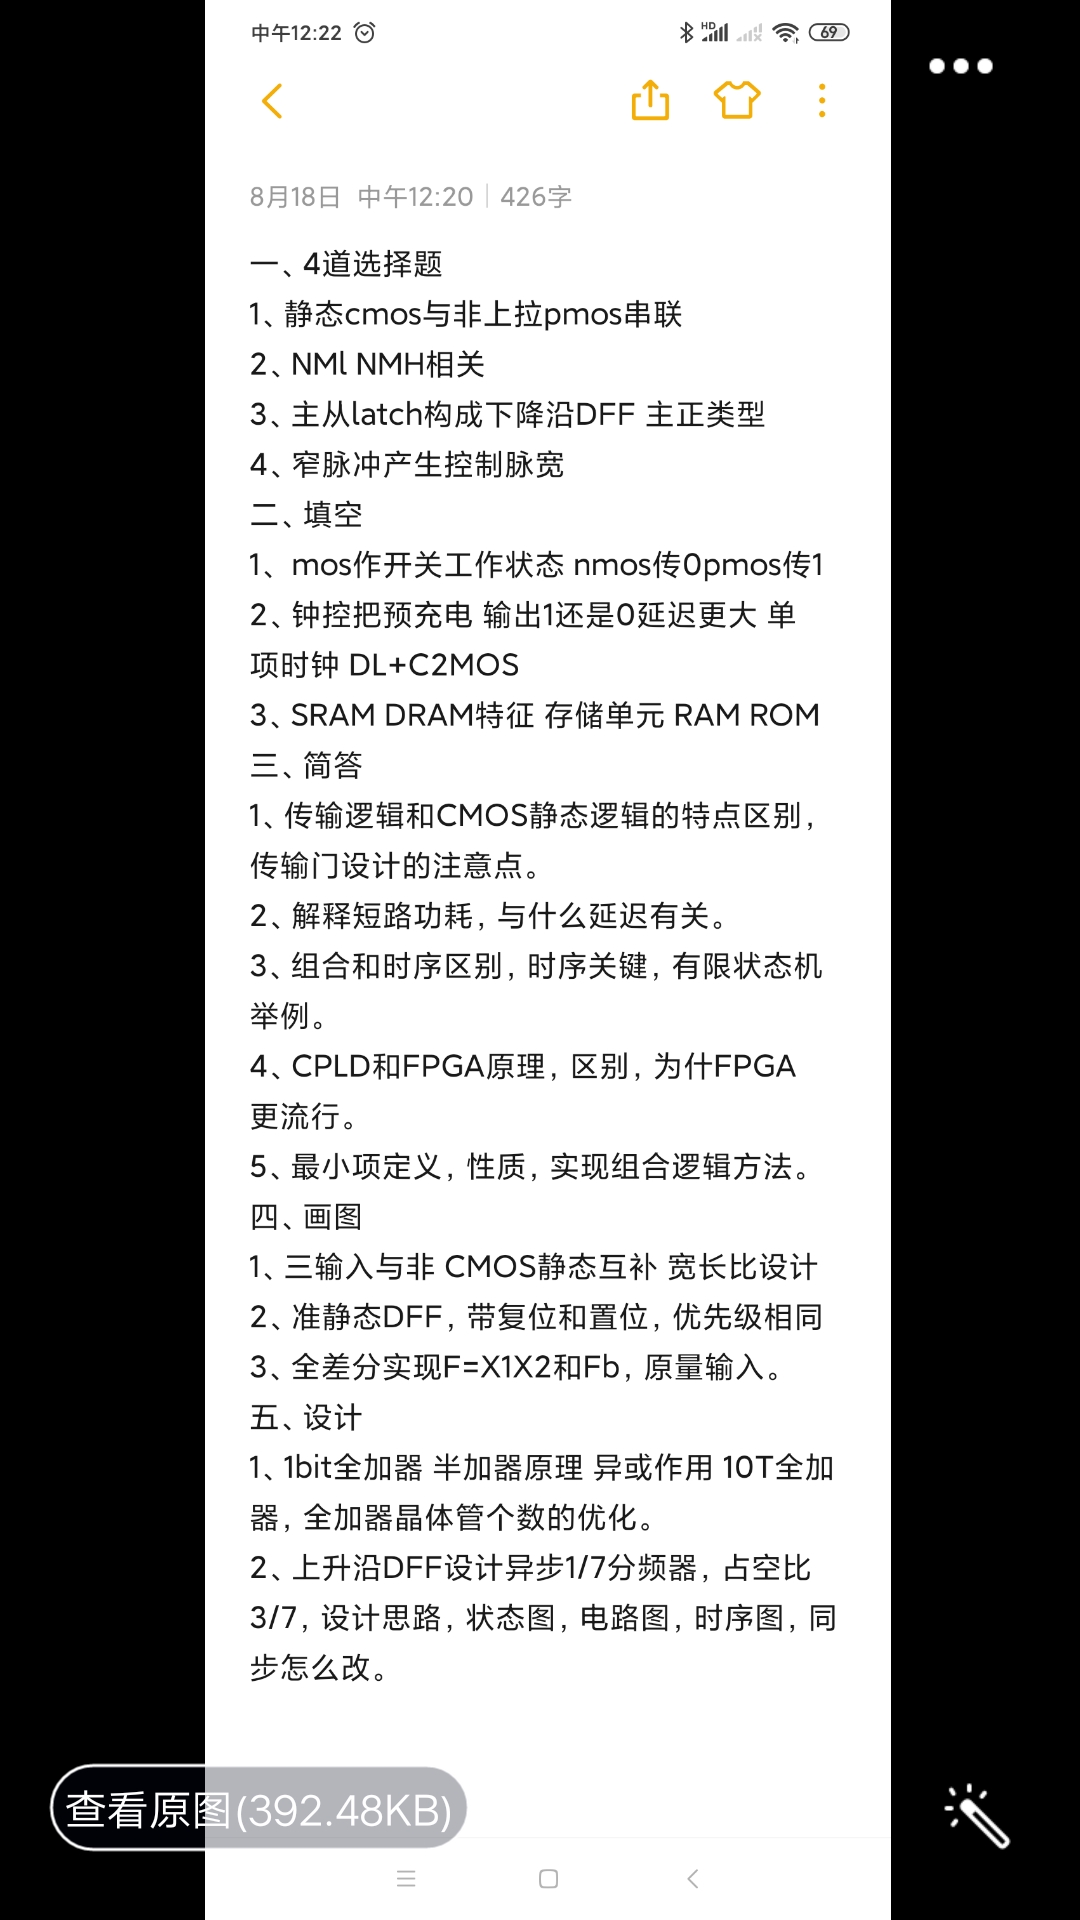 中午12:22
HD
69
8月18日 中午12:20 | 426字
一、4道选择题
1、静态cmos与非上拉pmos串联
2、NMl NMH相关
3、主从latch构成下降沿DFF 主正类型
4、窄脉冲产生控制脉宽
二、填空
1、mos作开关工作状态 nmos传0pmos传1
2、钟控把预充电 输出1还是0延迟更大 单
项时钟 DL+C2MOS
3、SRAM DRAM特征 存储单元 RAM ROM
三、简答
1、传输逻辑和CMOS静态逻辑的特点区别，
传输门设计的注意点。
2、解释短路功耗，与什么延迟有关。
3、组合和时序区别，时序关键，有限状态机
举例。
4、CPLD和FPGA原理，区别，为什FPGA
更流行。
5、最小项定义，性质，实现组合逻辑方法。
四、画图
1、三输入与非 CMOS静态互补 宽长比设计
2、准静态DFF，带复位和置位，优先级相同
3、全差分实现F=X1X2和Fb，原量输入。
五、设计
1、1bit全加器 半加器原理 异或作用 10T全加
器，全加器晶体管个数的优化。
2、上升沿DFF设计异步1/7分频器，占空比
3/7，设计思路，状态图，电路图，时序图，同
步怎么改。
查看原图(392.48KB)